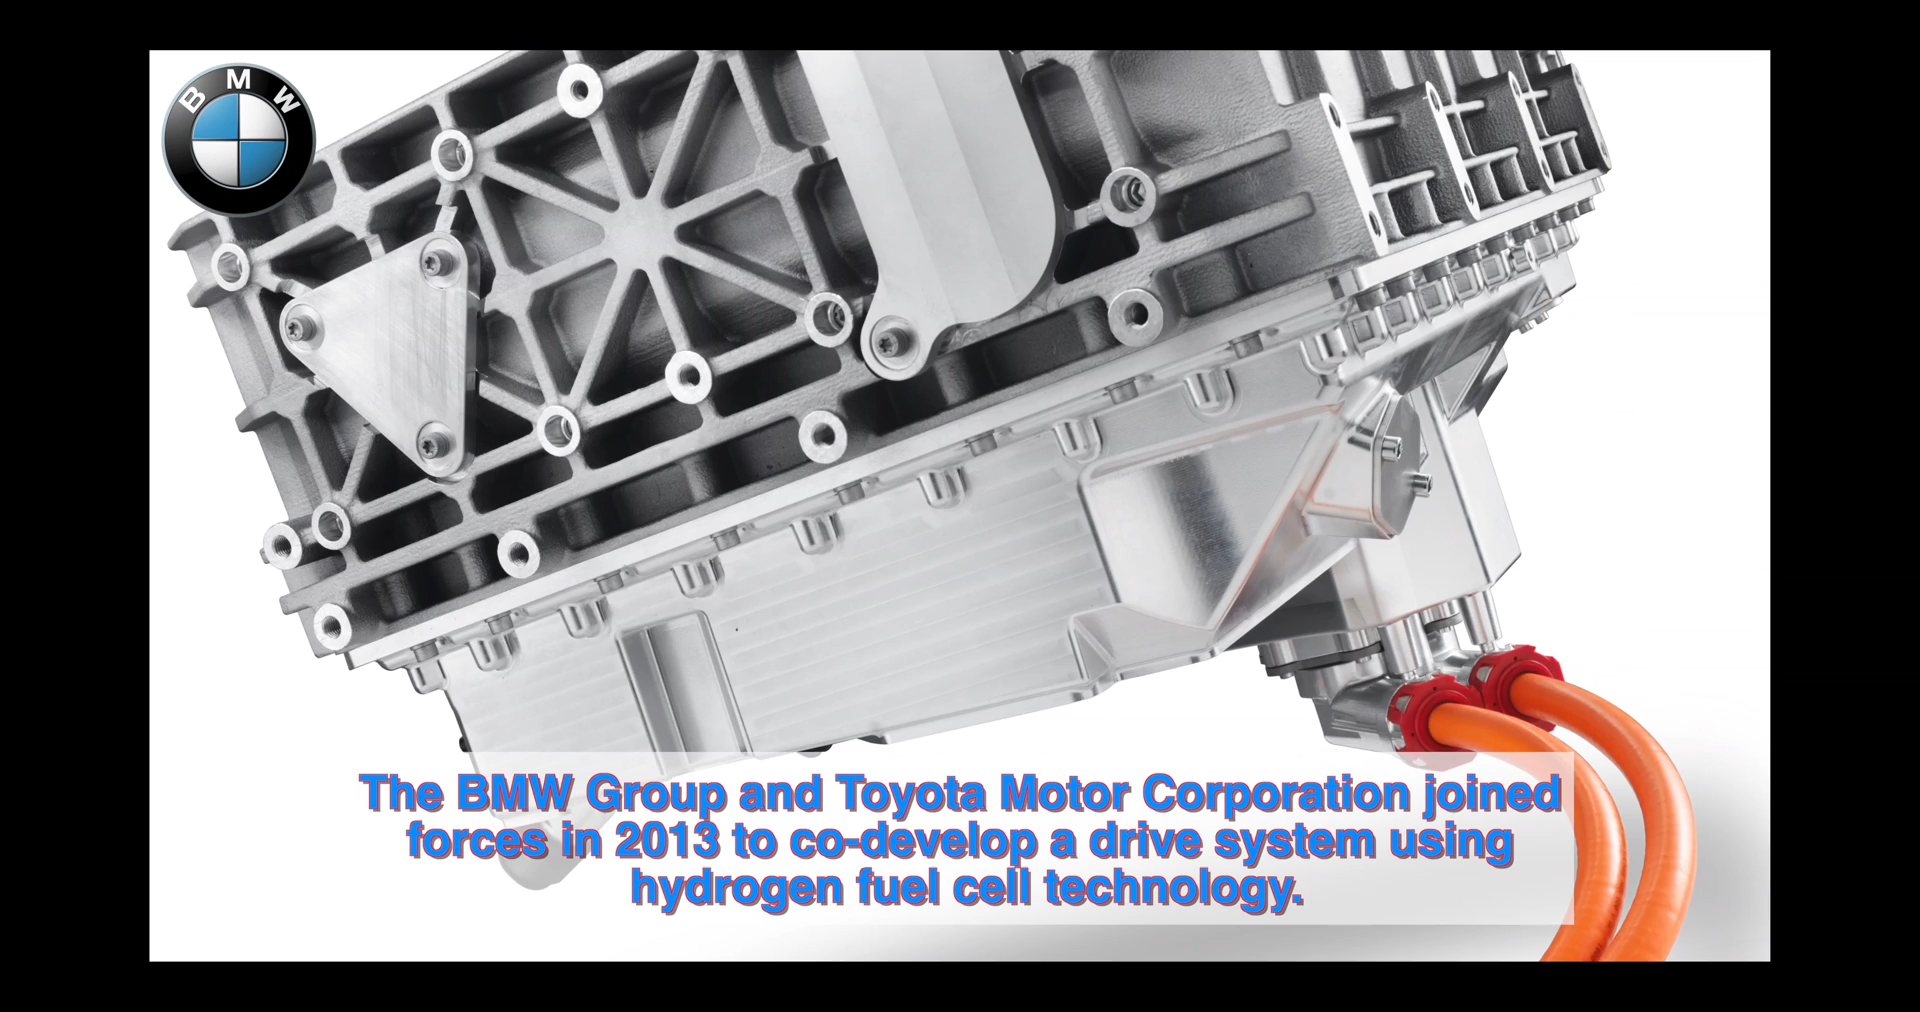 BMW
The BMW Group and Toyota Motor Corporation joined
forces in 2013 to co-develop a drive system using
hydrogen fuel cell technology.